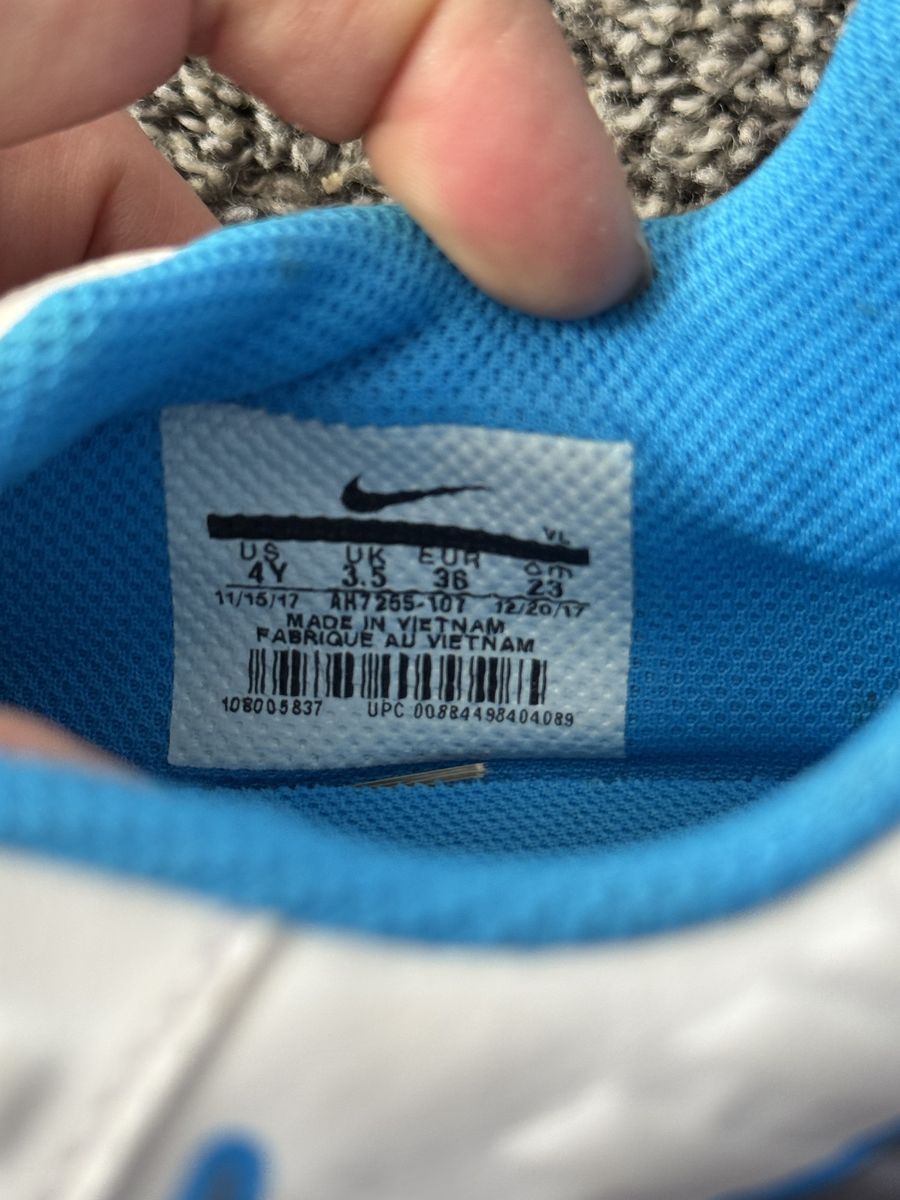 VL
US UK EUR cm
4Y 3.5 36 23
11/15/17 AH7255-107 12/20/17
MADE IN VIETNAM
FABRIQUE AU VIETNAM
108005837 UPC 00884498404089